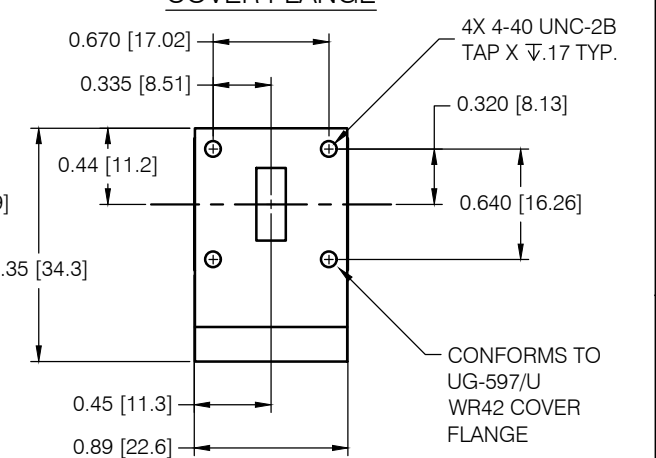 COVER FLANGE
0.670 [17.02]
4X 4-40 UNC-2B
TAP X ↧.17 TYP.
0.335 [8.51]
0.320 [8.13]
0.44 [11.2]
0.640 [16.26]
9]
.35 [34.3]
CONFORMS TO
UG-597/U
WR42 COVER
FLANGE
0.45 [11.3]
0.89 [22.6]